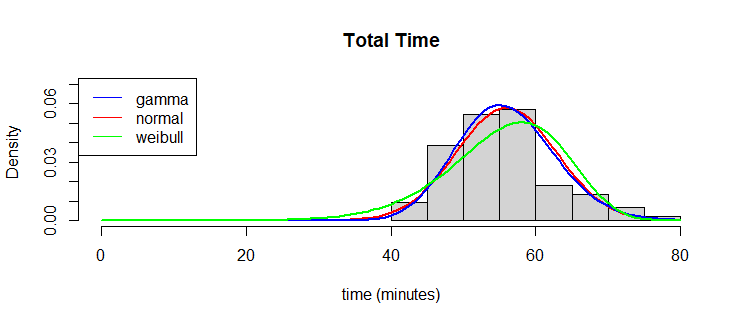 Total Time
gamma
normal
weibull
Density
0.00
0.03
0.06
0 20 40 60 80
time (minutes)